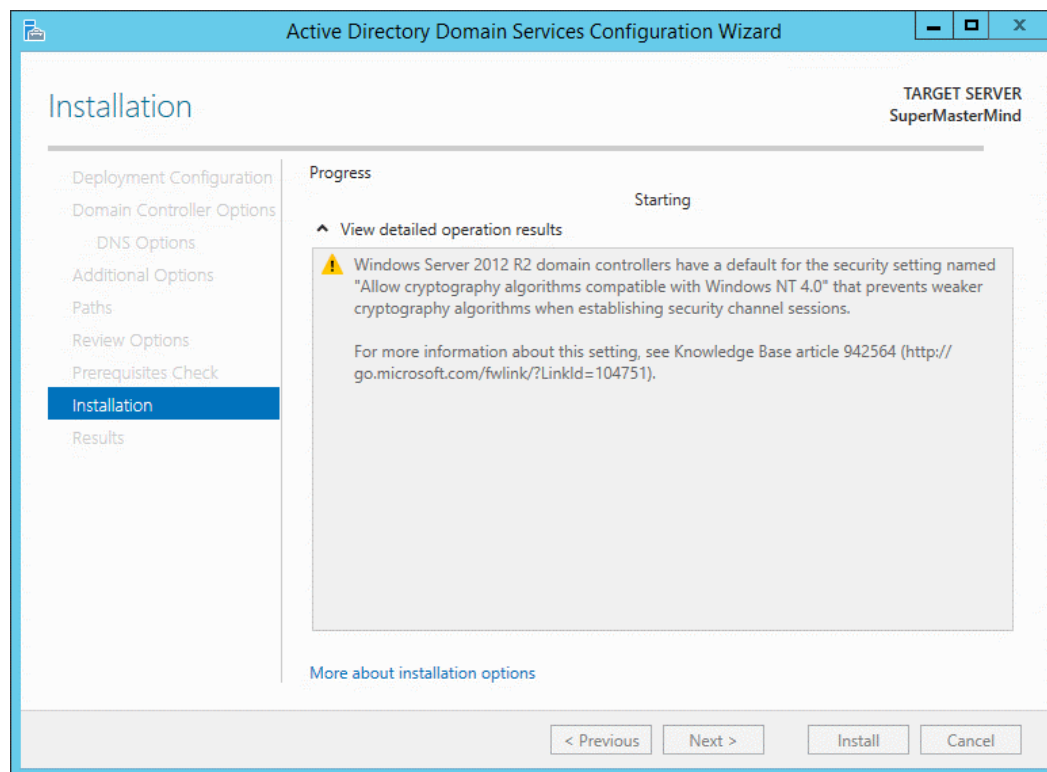 Active Directory Domain Services Configuration Wizard
Installation
TARGET SERVER
SuperMasterMind
Deployment Configuration
Domain Controller Options
DNS Options
Additional Options
Paths
Review Options
Prerequisites Check
Installation
Results
Progress
Starting
View detailed operation results
Windows Server 2012 R2 domain controllers have a default for the security setting named
"Allow cryptography algorithms compatible with Windows NT 4.0" that prevents weaker
cryptography algorithms when establishing security channel sessions.
For more information about this setting, see Knowledge Base article 942564 (http://
go.microsoft.com/fwlink/?LinkId=104751).
More about installation options
< Previous
Next >
Install
Cancel